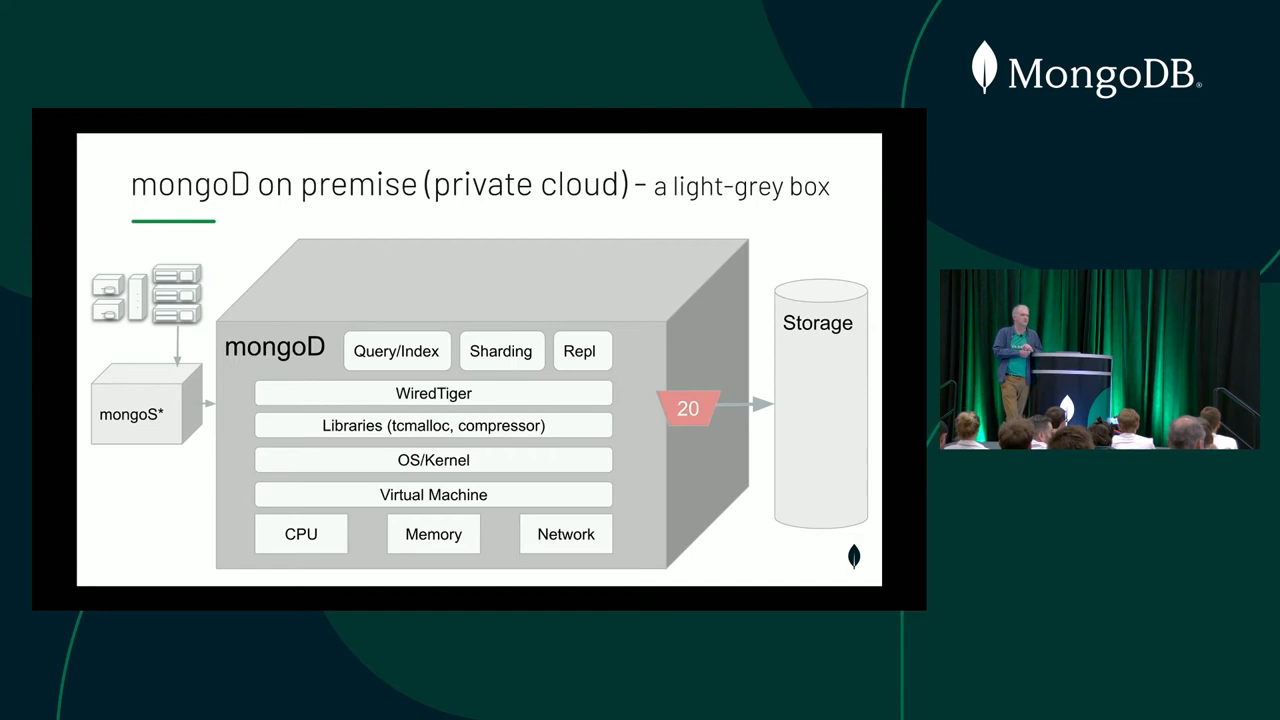 MongoDB®
mongoD on premise (private cloud) - a light-grey box
mongoD
Query/Index
Sharding
Repl
WiredTiger
Libraries (tcmalloc, compressor)
OS/Kernel
Virtual Machine
CPU
Memory
Network
mongoS*
20
Storage